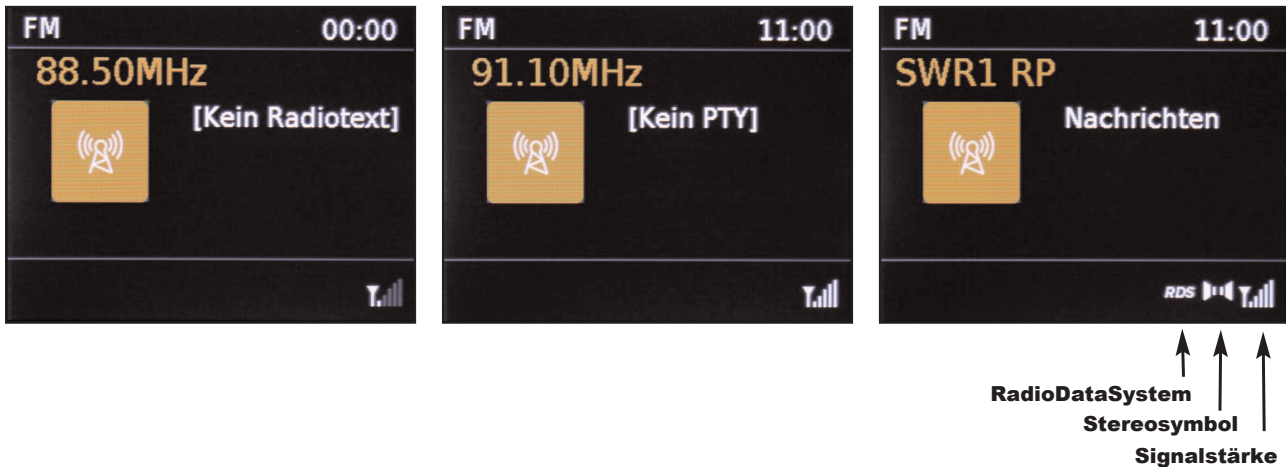 FM 00:00
88.50MHz
[Kein Radiotext]
FM 11:00
91.10MHz
[Kein PTY]
FM 11:00
SWR1 RP
Nachrichten
RDS
RadioDataSystem
Stereosymbol
Signalstärke